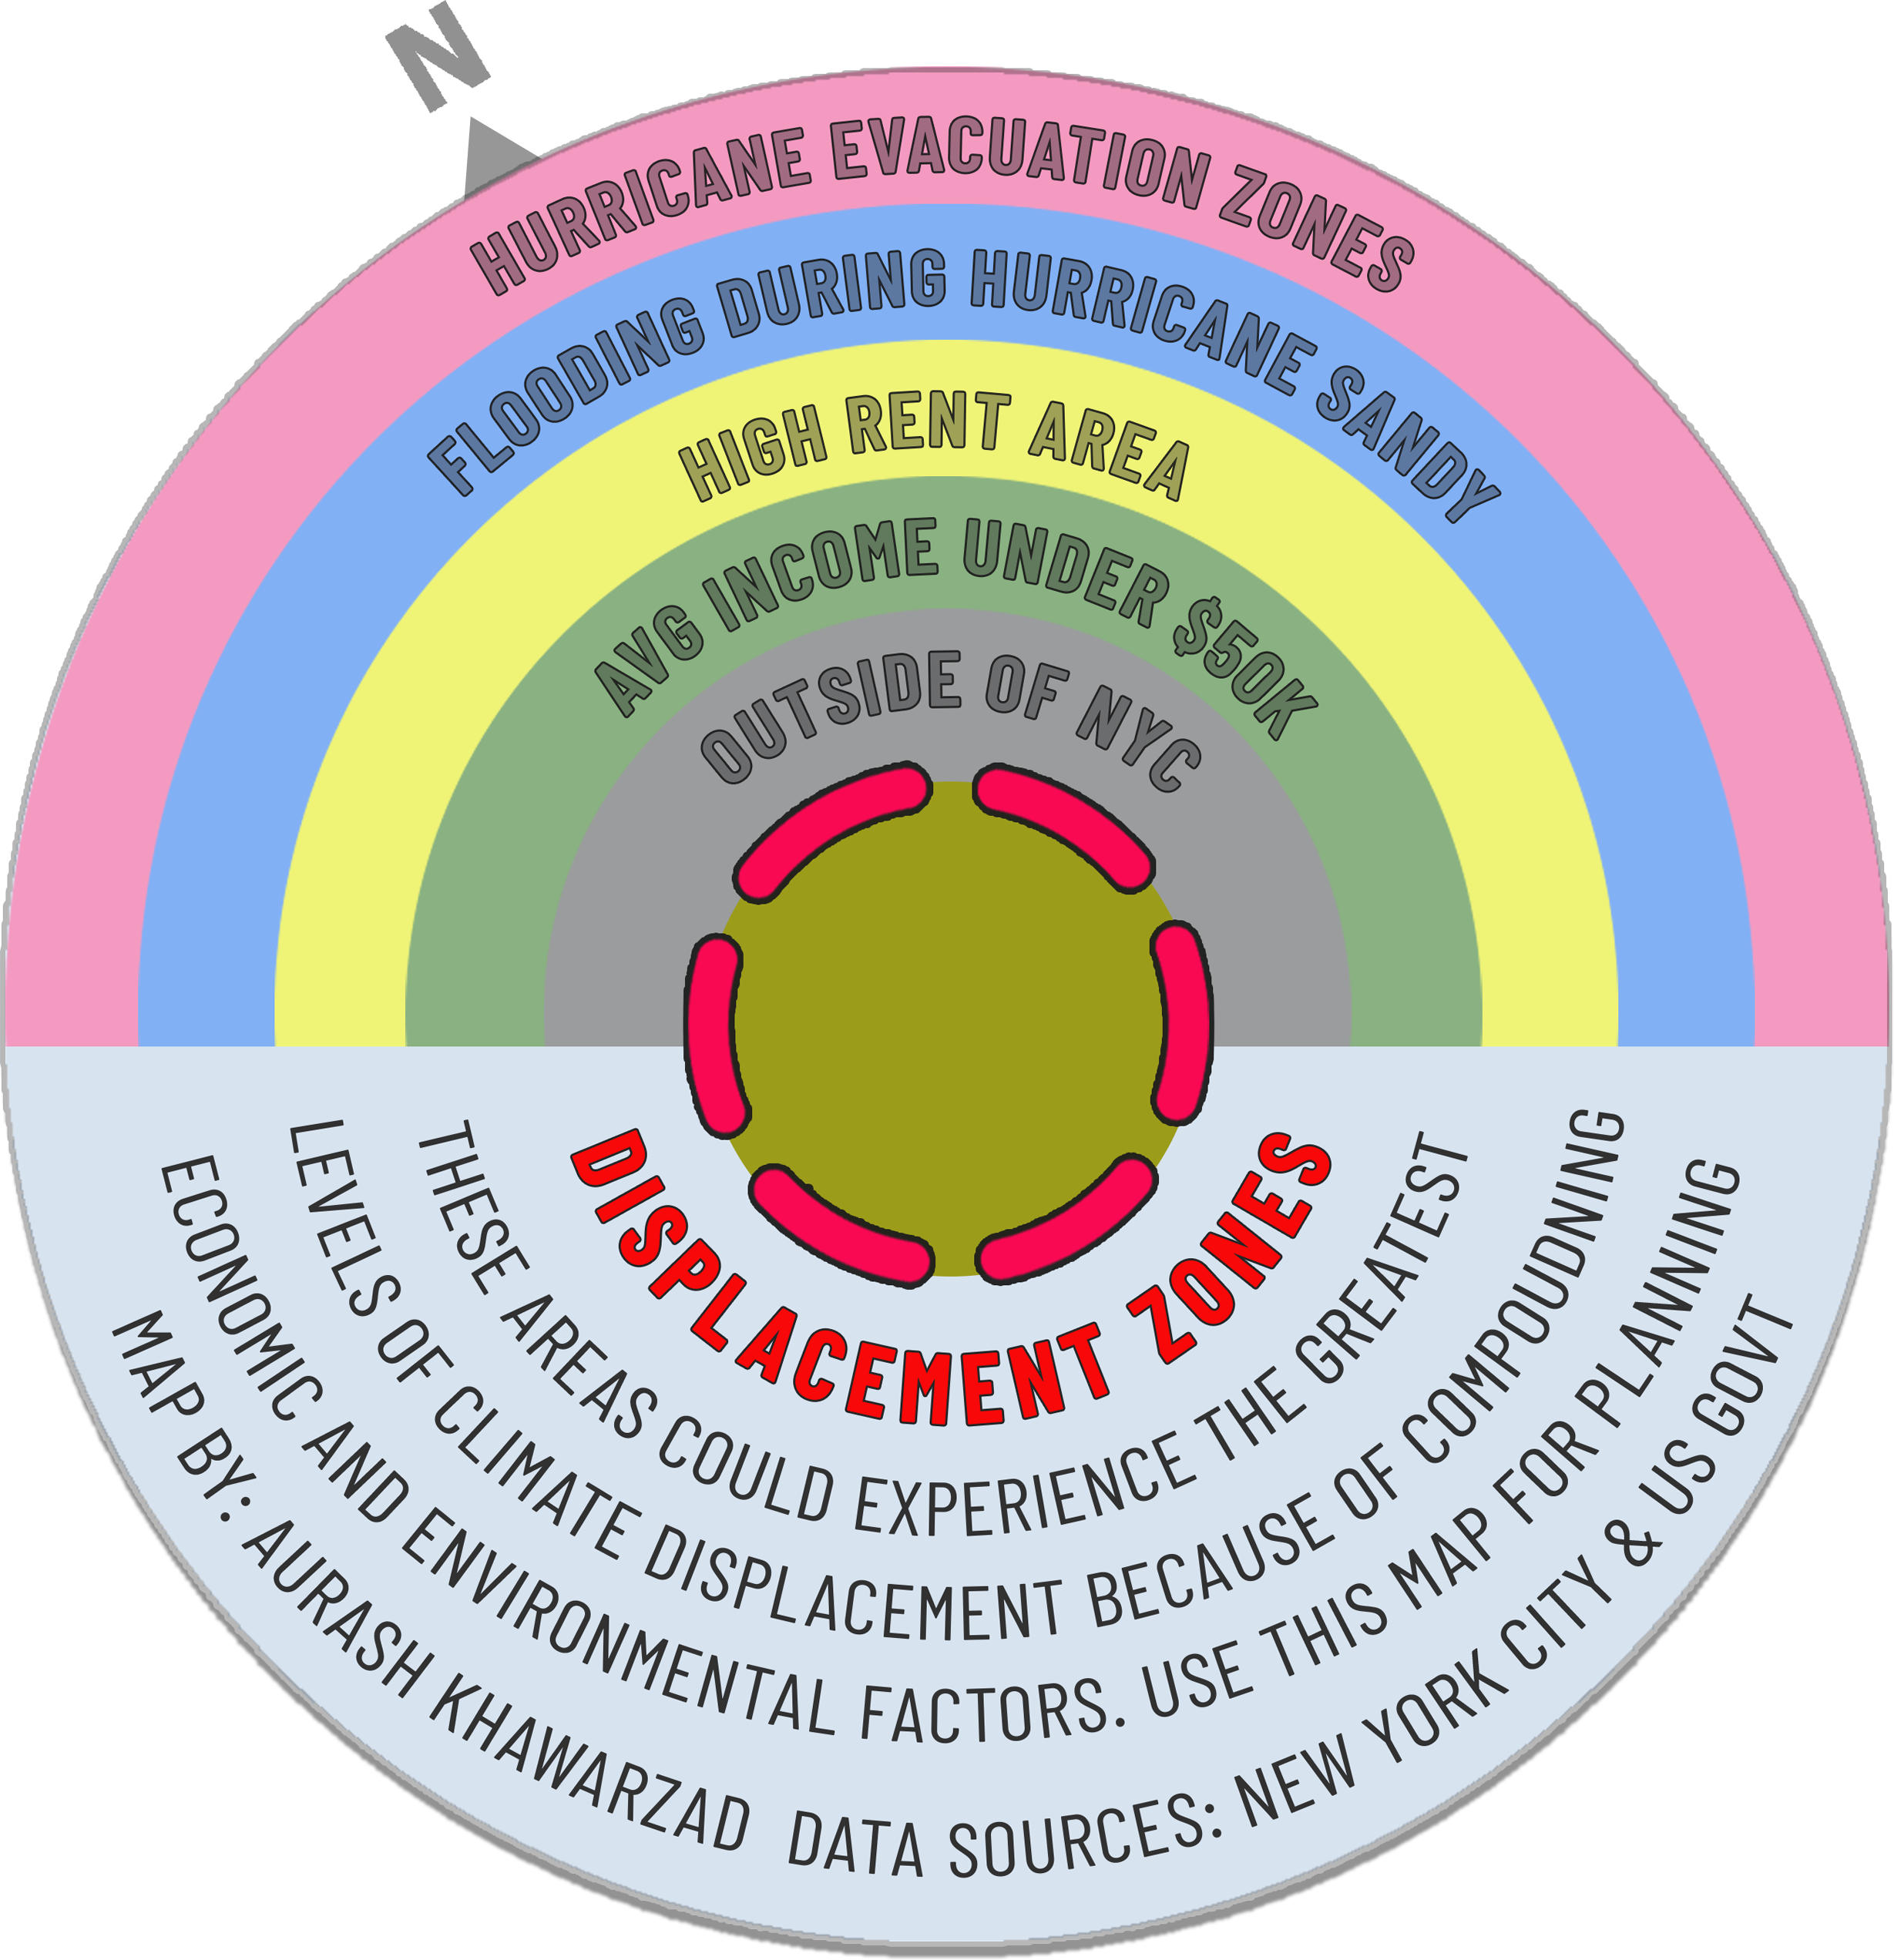 N
HURRICANE EVACUATION ZONES
FLOODING DURING HURRICANE SANDY
HIGH RENT AREA
AVG INCOME UNDER $50K
OUTSIDE OF NYC
DISPLACEMENT ZONES
THESE AREAS COULD EXPERIENCE THE GREATEST
LEVELS OF CLIMATE DISPLACEMENT BECAUSE OF COMPOUNDING
ECONOMIC AND ENVIRONMENTAL FACTORS. USE THIS MAP FOR PLANNING
MAP BY: AURASH KHAWARZAD DATA SOURCES: NEW YORK CITY & US GOVT